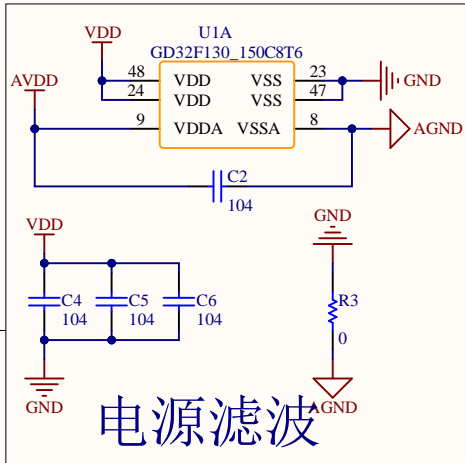 U1A
VDD
GD32F130_150C8T6
AVDD
48 VDD VSS 23
GND
24 VDD VSS 47
9 VDDA VSSA 8
AGND
C2
104
VDD
GND
C4 C5 C6
R3
104 104 104
0
GND
AGND
电源滤波